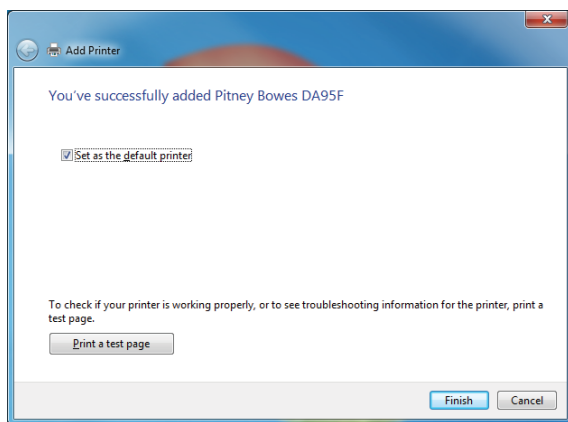 Add Printer
You've successfully added Pitney Bowes DA95F
Set as the default printer
To check if your printer is working properly, or to see troubleshooting information for the printer, print a
test page.
Print a test page
Finish Cancel